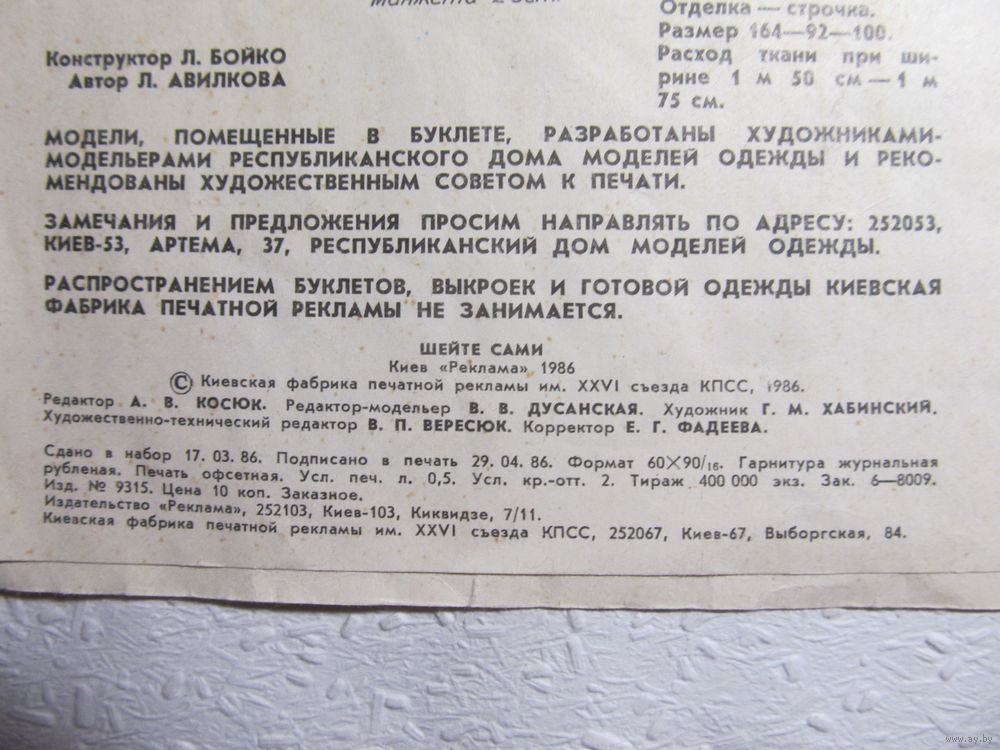 манжета 2 см.
Конструктор Л. БОЙКО
Автор Л. АВИЛКОВА
Отделка — строчка.
Размер 164—92—100.
Расход ткани при ши-
рине 1 м 50 см — 1 м
75 см.
МОДЕЛИ, ПОМЕЩЕННЫЕ В БУКЛЕТЕ, РАЗРАБОТАНЫ ХУДОЖНИКАМИ-
МОДЕЛЬЕРАМИ РЕСПУБЛИКАНСКОГО ДОМА МОДЕЛЕЙ ОДЕЖДЫ И РЕКО-
МЕНДОВАНЫ ХУДОЖЕСТВЕННЫМ СОВЕТОМ К ПЕЧАТИ.
ЗАМЕЧАНИЯ И ПРЕДЛОЖЕНИЯ ПРОСИМ НАПРАВЛЯТЬ ПО АДРЕСУ: 252053,
КИЕВ-53, АРТЕМА, 37, РЕСПУБЛИКАНСКИЙ ДОМ МОДЕЛЕЙ ОДЕЖДЫ.
РАСПРОСТРАНЕНИЕМ БУКЛЕТОВ, ВЫКРОЕК И ГОТОВОЙ ОДЕЖДЫ КИЕВСКАЯ
ФАБРИКА ПЕЧАТНОЙ РЕКЛАМЫ НЕ ЗАНИМАЕТСЯ.
ШЕЙТЕ САМИ
Киев «Реклама» 1986
© Киевская фабрика печатной рекламы им. XXVI съезда КПСС, 1986.
Редактор А. В. КОСЮК. Редактор-модельер В. В. ДУСАНСКАЯ. Художник Г. М. ХАБИНСКИЙ.
Художественно-технический редактор В. П. ВЕРЕСЮК. Корректор Е. Г. ФАДЕЕВА.
Сдано в набор 17. 03. 86. Подписано в печать 29. 04. 86. Формат 60×90/16. Гарнитура журнальная
рубленая. Печать офсетная. Усл. печ. л. 0,5. Усл. кр.-отт. 2. Тираж 400 000 экз. Зак. 6—8009.
Изд. № 9315. Цена 10 коп. Заказное.
Издательство «Реклама», 252103, Киев-103, Киквидзе, 7/11.
Киевская фабрика печатной рекламы им. XXVI съезда КПСС, 252067, Киев-67, Выборгская, 84.
www.ay.by